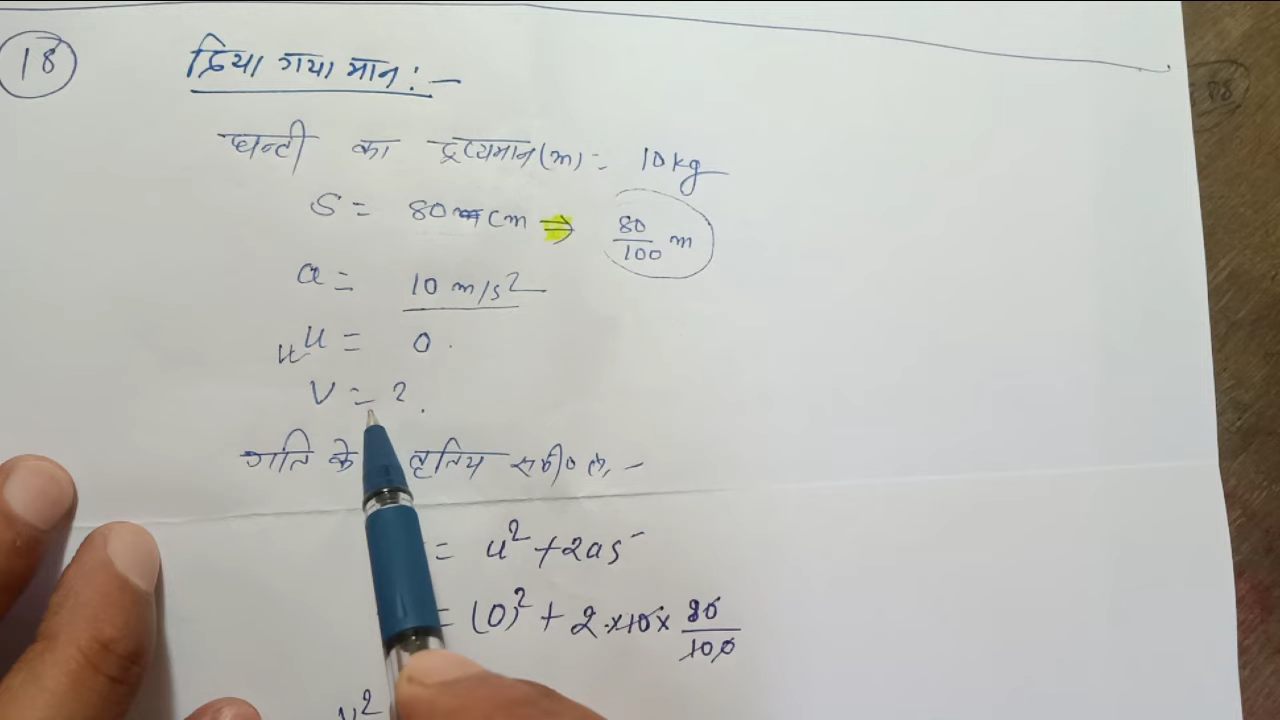 18
दिया गया मान :-
घन्टी का द्रव्यमान (m) = 10 kg
S = 80 cm ⇒ 80/100 m
a = 10 m/s²
u = 0.
V = ?.
गति के तृतिय समी० से, -
= u² + 2as
= (0)² + 2 × 10 × 80/100
v²